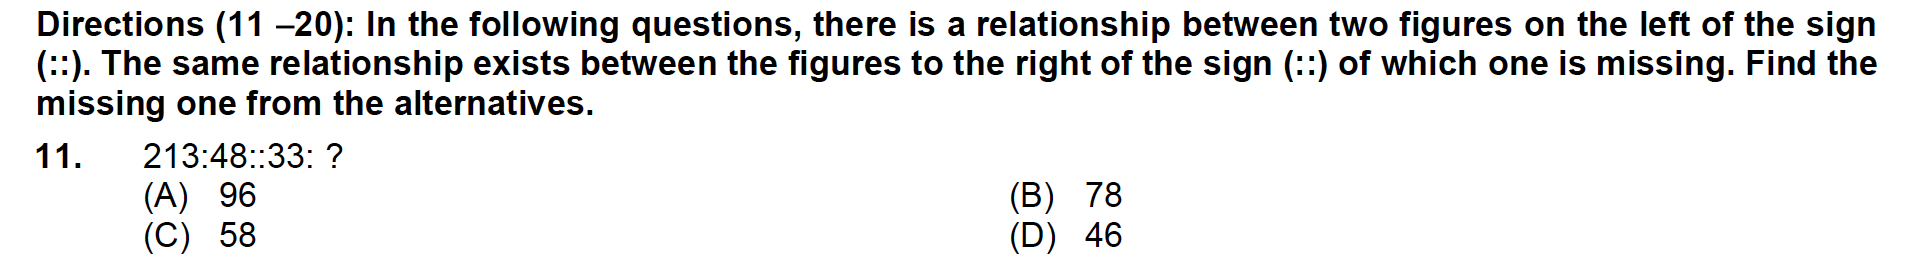 Directions (11 –20): In the following questions, there is a relationship between two figures on the left of the sign
(::). The same relationship exists between the figures to the right of the sign (::) of which one is missing. Find the
missing one from the alternatives.
11. 213:48::33: ?
(A) 96 (B) 78
(C) 58 (D) 46